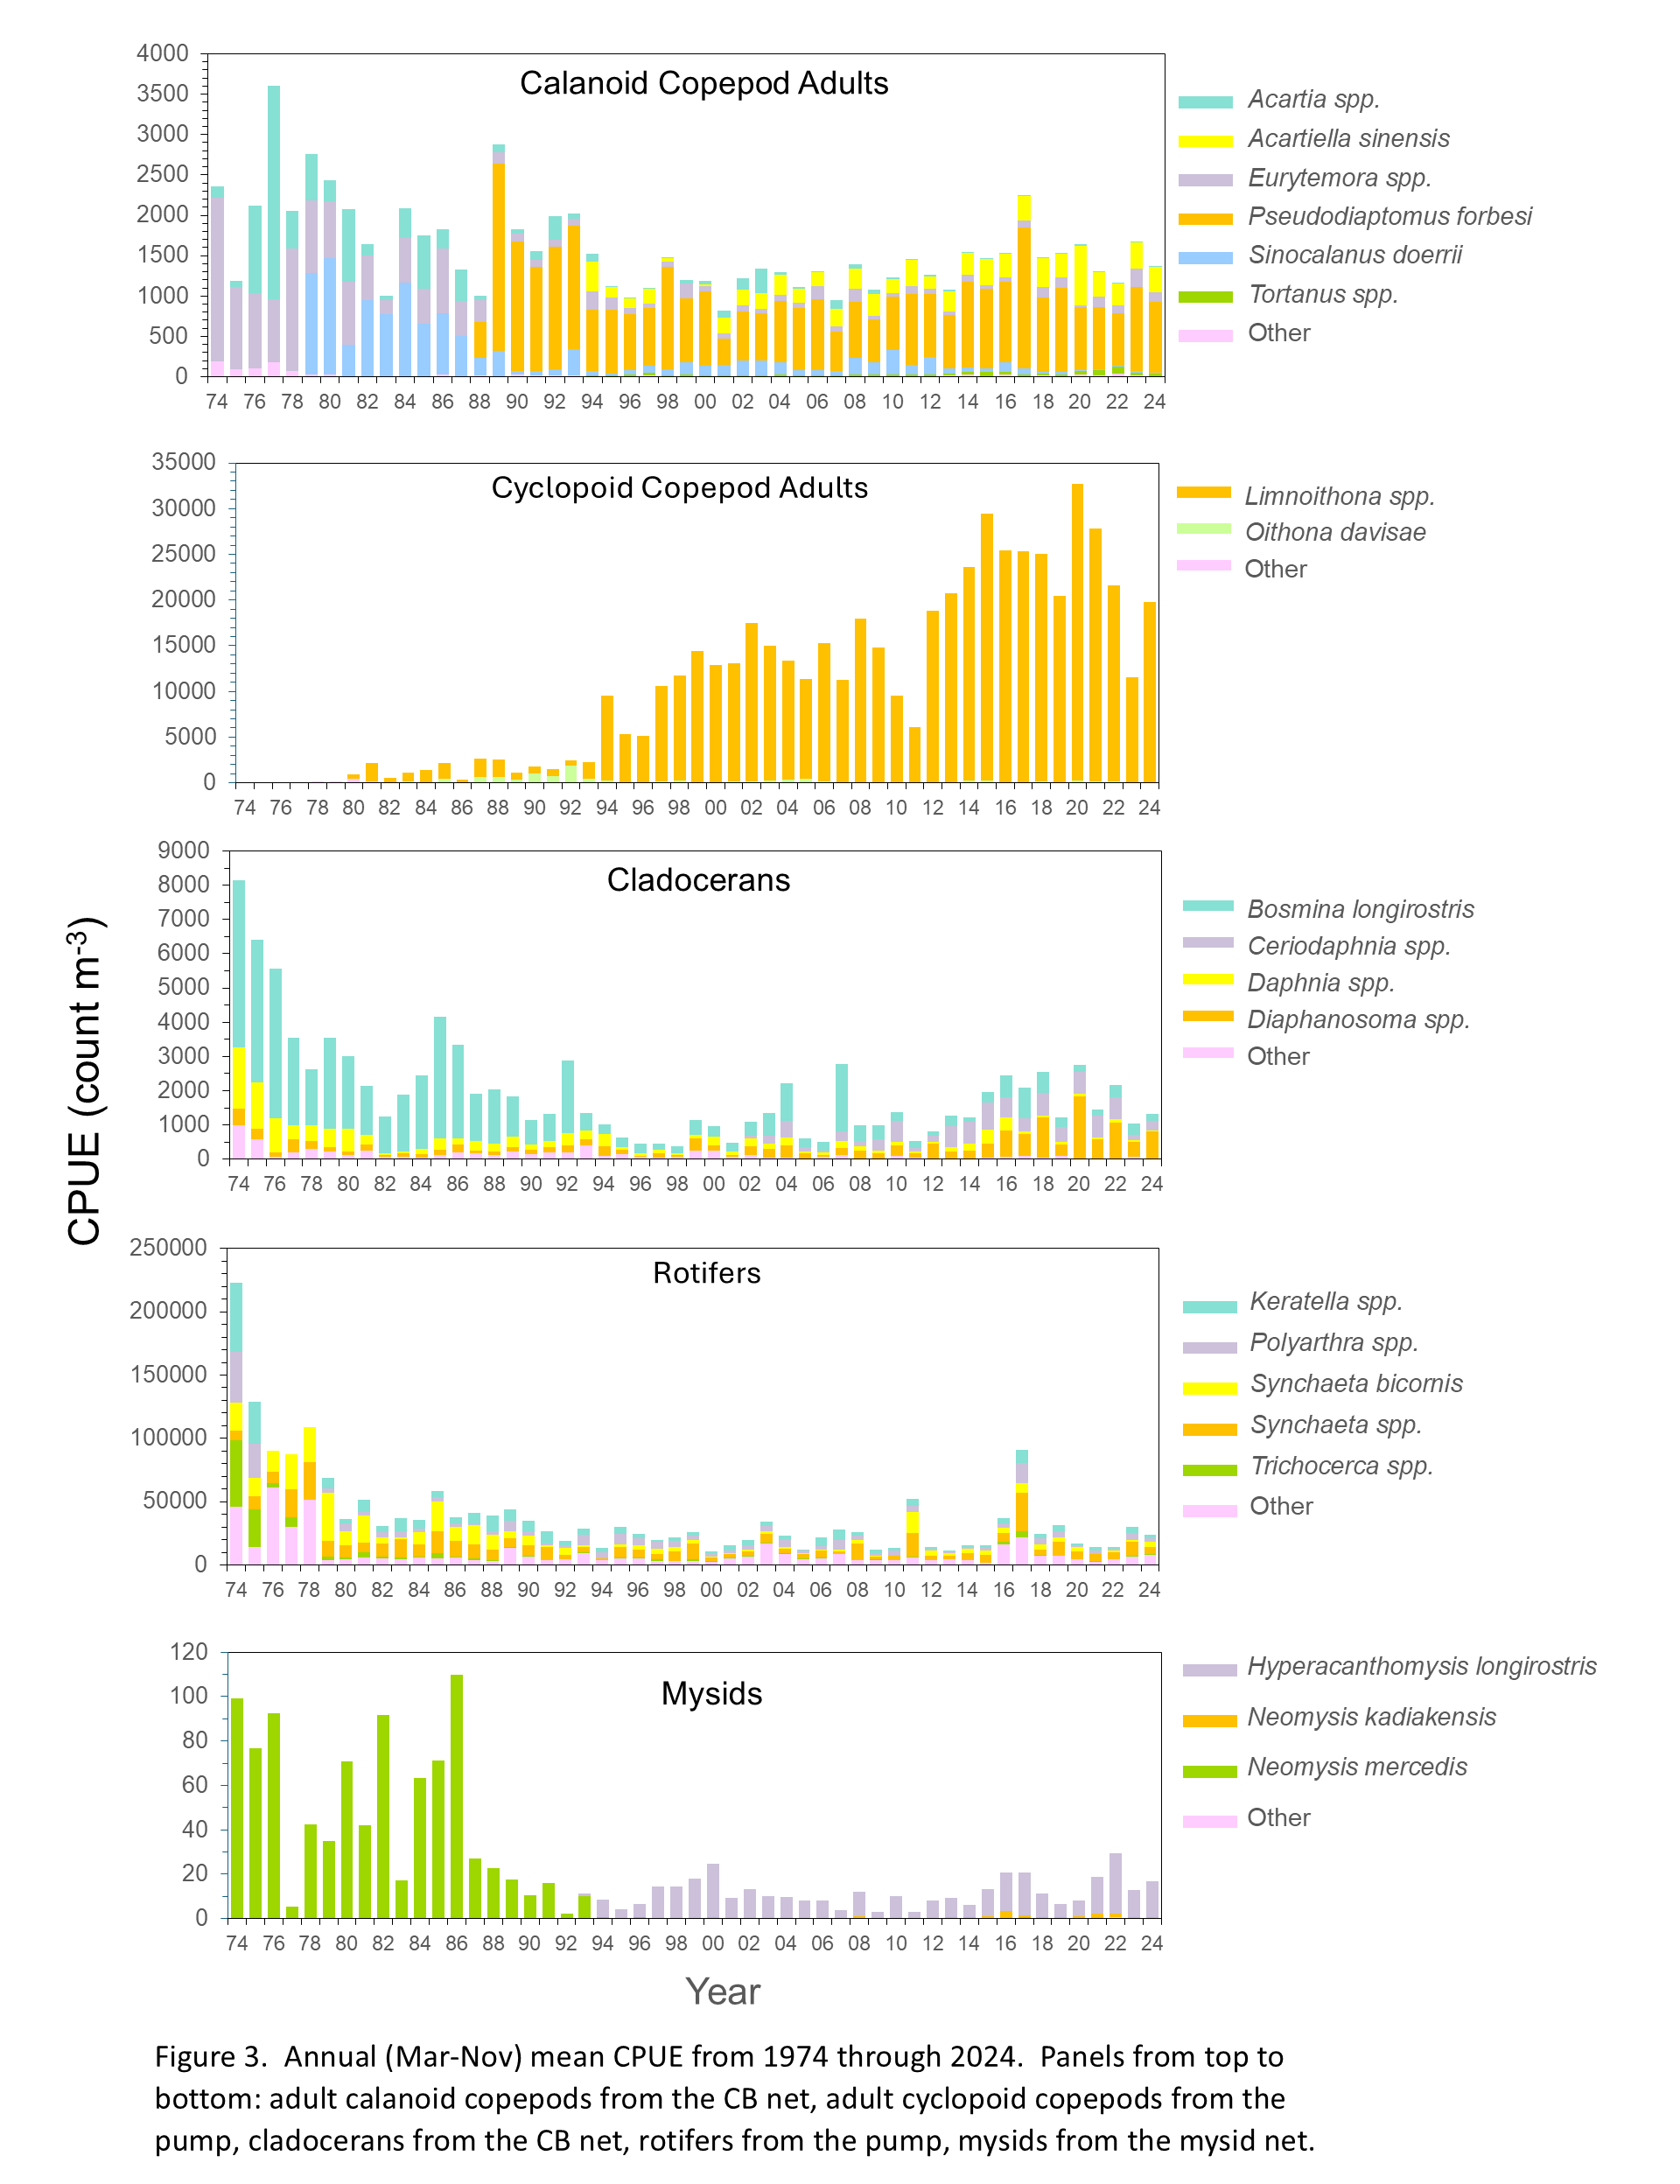 Calanoid Copepod Adults
4000
3500
3000
2500
2000
1500
1000
500
0
74 76 78 80 82 84 86 88 90 92 94 96 98 00 02 04 06 08 10 12 14 16 18 20 22 24
Acartia spp.
Acartiella sinensis
Eurytemora spp.
Pseudodiaptomus forbesi
Sinocalanus doerrii
Tortanus spp.
Other
Cyclopoid Copepod Adults
35000
30000
25000
20000
15000
10000
5000
0
74 76 78 80 82 84 86 88 90 92 94 96 98 00 02 04 06 08 10 12 14 16 18 20 22 24
Limnoithona spp.
Oithona davisae
Other
CPUE (count m-3)
Cladocerans
9000
8000
7000
6000
5000
4000
3000
2000
1000
0
74 76 78 80 82 84 86 88 90 92 94 96 98 00 02 04 06 08 10 12 14 16 18 20 22 24
Bosmina longirostris
Ceriodaphnia spp.
Daphnia spp.
Diaphanosoma spp.
Other
Rotifers
250000
200000
150000
100000
50000
0
74 76 78 80 82 84 86 88 90 92 94 96 98 00 02 04 06 08 10 12 14 16 18 20 22 24
Keratella spp.
Polyarthra spp.
Synchaeta bicornis
Synchaeta spp.
Trichocerca spp.
Other
Mysids
120
100
80
60
40
20
0
74 76 78 80 82 84 86 88 90 92 94 96 98 00 02 04 06 08 10 12 14 16 18 20 22 24
Hyperacanthomysis longirostris
Neomysis kadiakensis
Neomysis mercedis
Other
Year
Figure 3.  Annual (Mar-Nov) mean CPUE from 1974 through 2024.  Panels from top to
bottom: adult calanoid copepods from the CB net, adult cyclopoid copepods from the
pump, cladocerans from the CB net, rotifers from the pump, mysids from the mysid net.